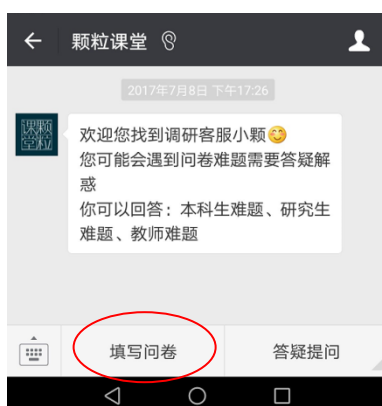 颗粒课堂
2017年7月8日 下午17:26
课颗
堂粒
欢迎您找到调研客服小颗😊
您可能会遇到问卷难题需要答疑解
惑
你可以回答：本科生难题、研究生
难题、教师难题
填写问卷
答疑提问